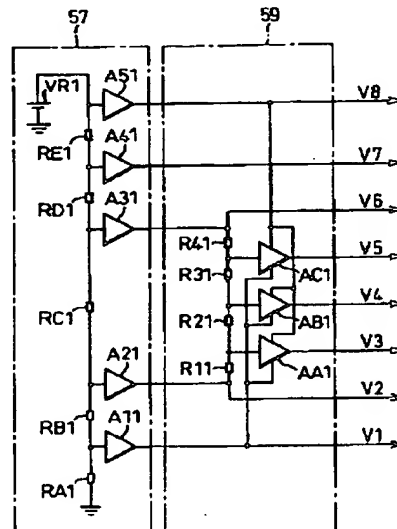 57
59
VR1
A51
V8
RE1
A41
V7
RD1
A31
V6
R41
R31
AC1
V5
RC1
R21
AB1
V4
A21
R11
AA1
V3
V2
RB1
A11
V1
RA1